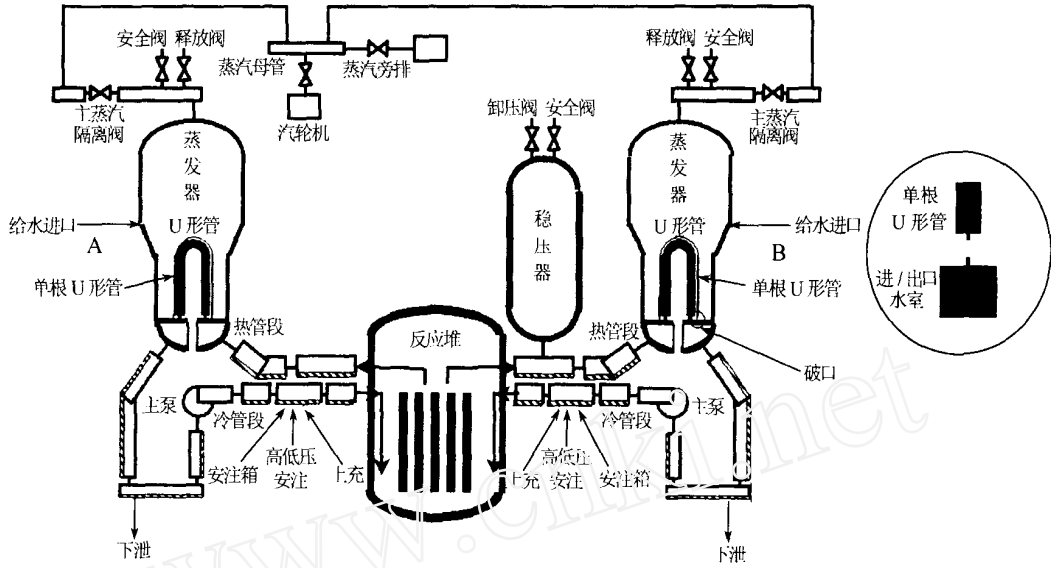 安全阀 释放阀
蒸汽母管
蒸汽旁排
释放阀 安全阀
主蒸汽
隔离阀
汽轮机
卸压阀 安全阀
主蒸汽
隔离阀
蒸发器
稳压器
蒸发器
单根
U形管
给水进口
A
U形管
U形管
B
给水进口
进/出口
水室
单根U形管
单根U形管
热管段
反应堆
热管段
破口
主泵
冷管段
冷管段
主泵
安注箱
高低压
安注
上充
上充
高低压
安注
安注箱
下泄
下泄
www.cnki.net